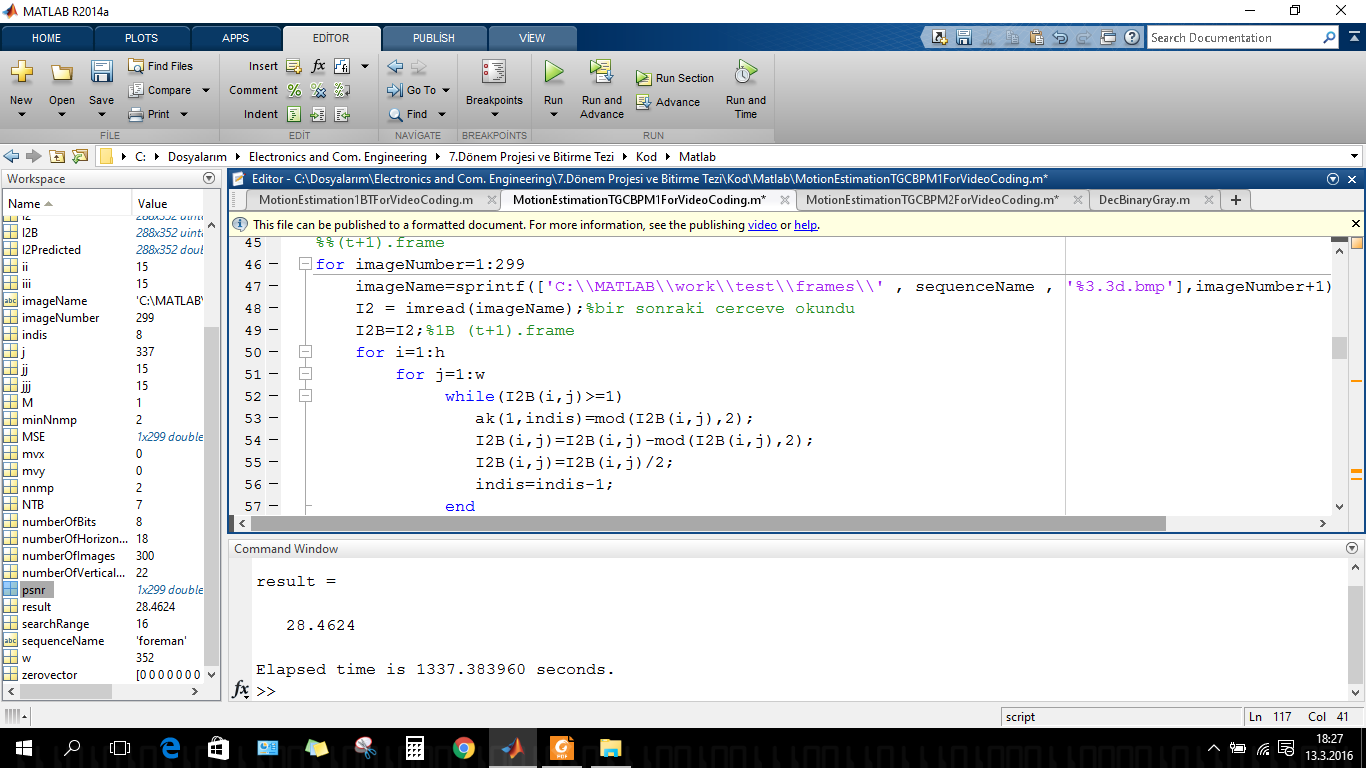 MATLAB R2014a
HOME PLOTS APPS EDİTOR PUBLİSH VİEW
Search Documentation
New Open Save
Find Files
Compare
Print
FİLE
Insert
Comment
Indent
EDİT
Go To
Find
NAVİGATE
Breakpoints
BREAKPOİNTS
Run
Run and Advance
Run Section
Advance
Run and Time
RUN
C: Dosyalarım Electronics and Com. Engineering 7.Dönem Projesi ve Bitirme Tezi Kod Matlab
Workspace
Name Value
I2 288x352 uint
I2B 288x352 uint
I2Predicted 288x352 dou
ii 15
iii 15
imageName 'C:\MATLAB\
imageNumber 299
indis 8
j 337
jj 15
jjj 15
M 1
minNnmp 2
MSE 1x299 double
mvx 0
mvy 0
nnmp 2
NTB 7
numberOfBits 8
numberOfHorizon... 18
numberOfImages 300
numberOfVertical... 22
psnr 1x299 double
result 28.4624
searchRange 16
sequenceName 'foreman'
w 352
zerovector [0 0 0 0 0 0 0
Editor - C:\Dosyalarım\Electronics and Com. Engineering\7.Dönem Projesi ve Bitirme Tezi\Kod\Matlab\MotionEstimationTGCBPM1ForVideoCoding.m*
MotionEstimation1BTForVideoCoding.m MotionEstimationTGCBPM1ForVideoCoding.m* MotionEstimationTGCBPM2ForVideoCoding.m* DecBinaryGray.m
This file can be published to a formatted document. For more information, see the publishing video or help.
45 %%(t+1).frame
46 for imageNumber=1:299
47 imageName=sprintf(['C:\\MATLAB\\work\\test\\frames\\' , sequenceName , '%3.3d.bmp'],imageNumber+1)
48 I2 = imread(imageName);%bir sonraki cerceve okundu
49 I2B=I2;%1B (t+1).frame
50 for i=1:h
51 for j=1:w
52 while(I2B(i,j)>=1)
53 ak(1,indis)=mod(I2B(i,j),2);
54 I2B(i,j)=I2B(i,j)-mod(I2B(i,j),2);
55 I2B(i,j)=I2B(i,j)/2;
56 indis=indis-1;
57 end
Command Window
result =
28.4624
Elapsed time is 1337.383960 seconds.
fx >>
script Ln 117 Col 41
18:27
13.3.2016